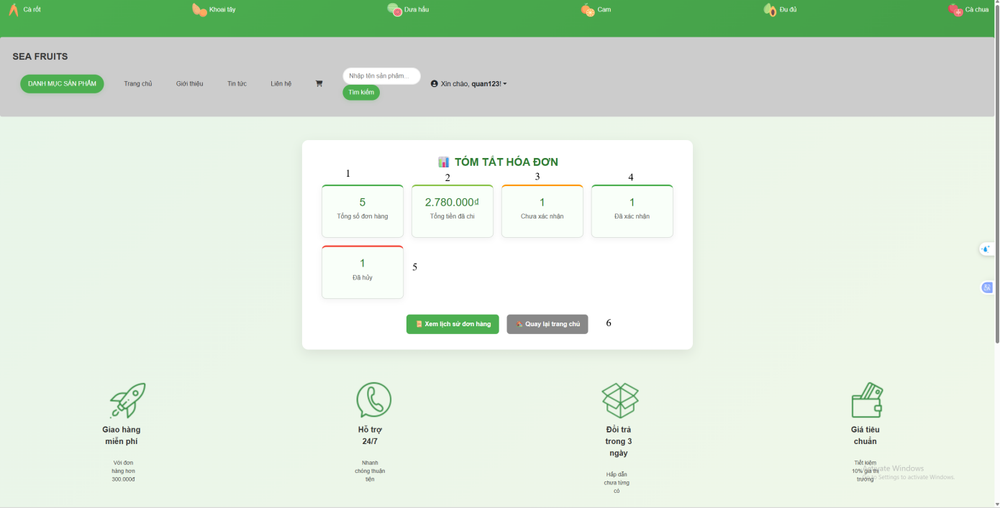 Cà rốt
Khoai tây
Dưa hấu
Cam
Đu đủ
Cà chua
SEA FRUITS
DANH MỤC SẢN PHẨM
Trang chủ
Giới thiệu
Tin tức
Liên hệ
Nhập tên sản phẩm...
Tìm kiếm
Xin chào, quan123!
TÓM TẮT HÓA ĐƠN
1
2
3
4
5
Tổng số đơn hàng
2.780.000₫
Tổng tiền đã chi
1
Chưa xác nhận
1
Đã xác nhận
1
Đã hủy
5
Xem lịch sử đơn hàng
Quay lại trang chủ
6
Giao hàng
miễn phí
Với đơn
hàng hơn
300.000đ
Hỗ trợ
24/7
Nhanh
chóng thuận
tiện
Đổi trả
trong 3
ngày
Hấp dẫn
chưa từng
có
Giá tiêu
chuẩn
Tiết kiệm
10% giá thị
trường
Activate Windows
Go to Settings to activate Windows.